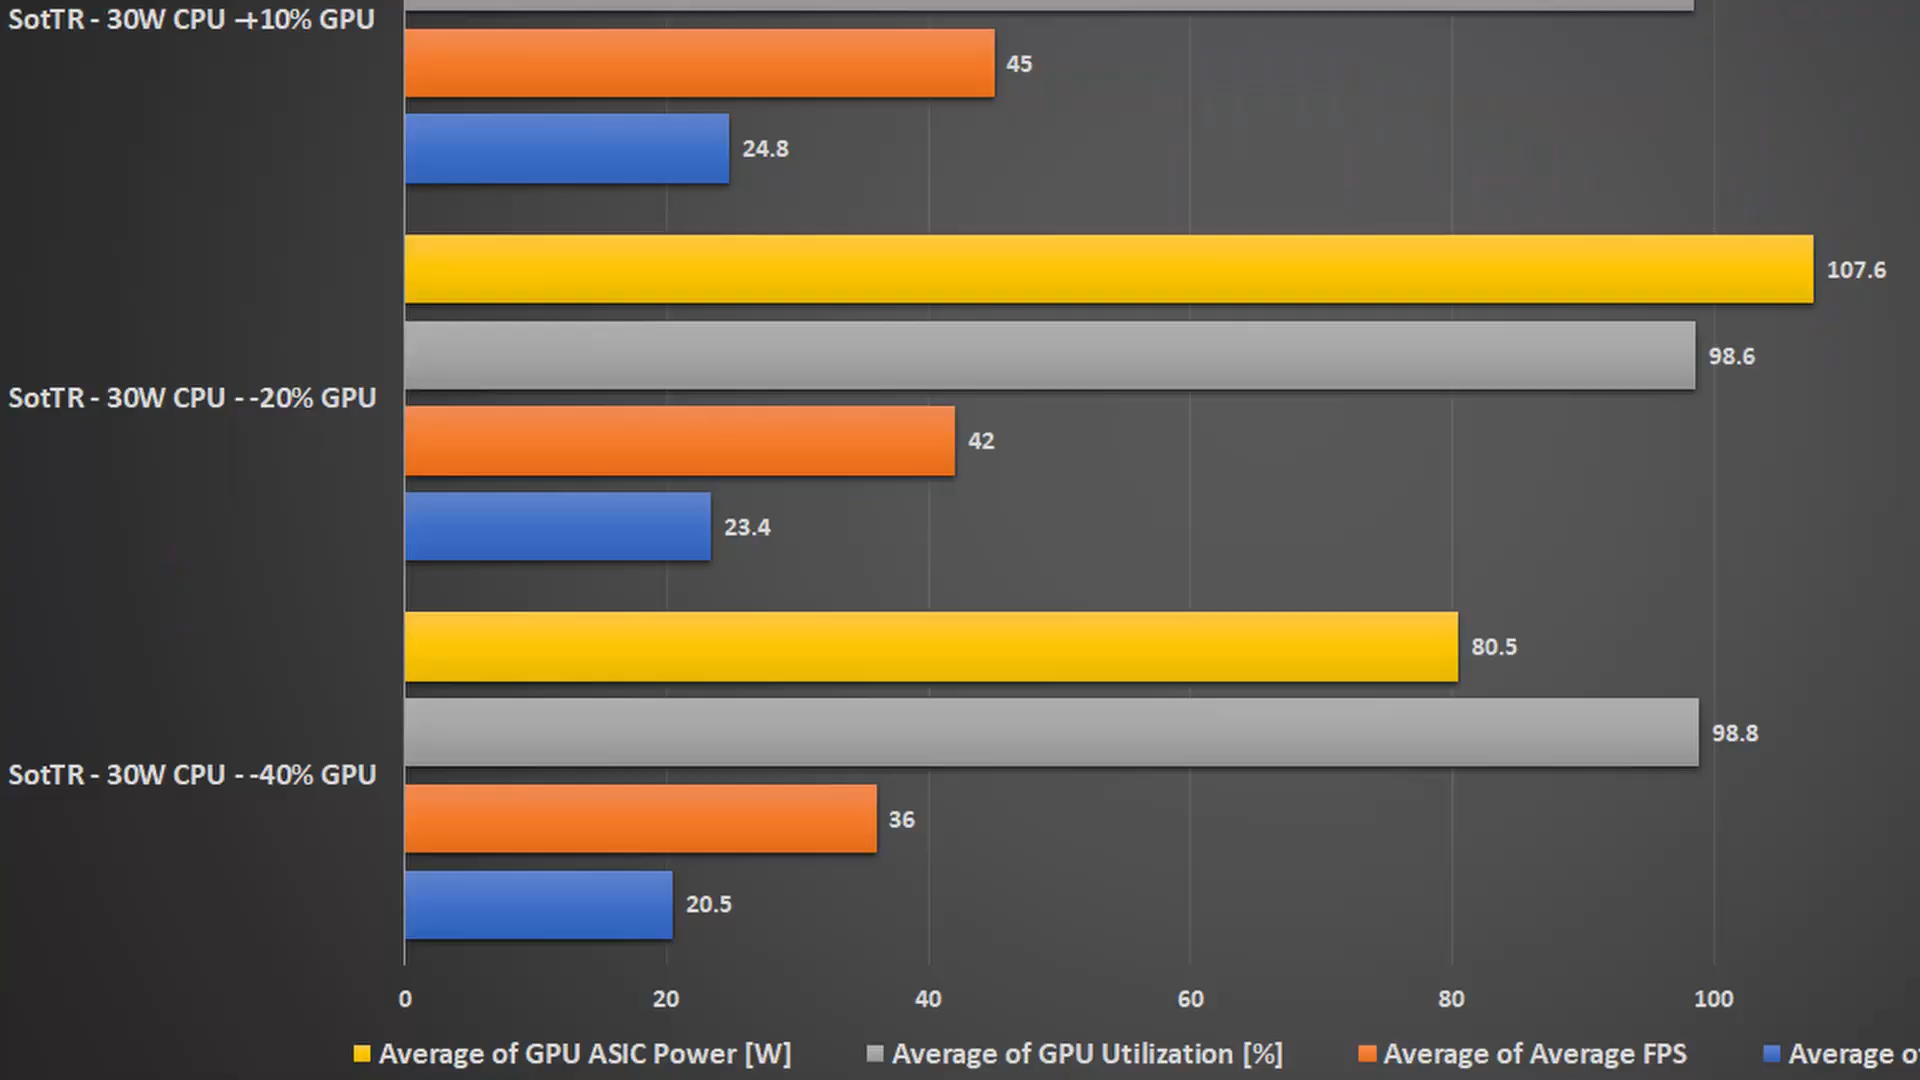 SotTR - 30W CPU -+10% GPU
45
24.8
107.6
98.6
SotTR - 30W CPU - -20% GPU
42
23.4
80.5
98.8
SotTR - 30W CPU - -40% GPU
36
20.5
0 20 40 60 80 100
Average of GPU ASIC Power [W] Average of GPU Utilization [%] Average of Average FPS Average